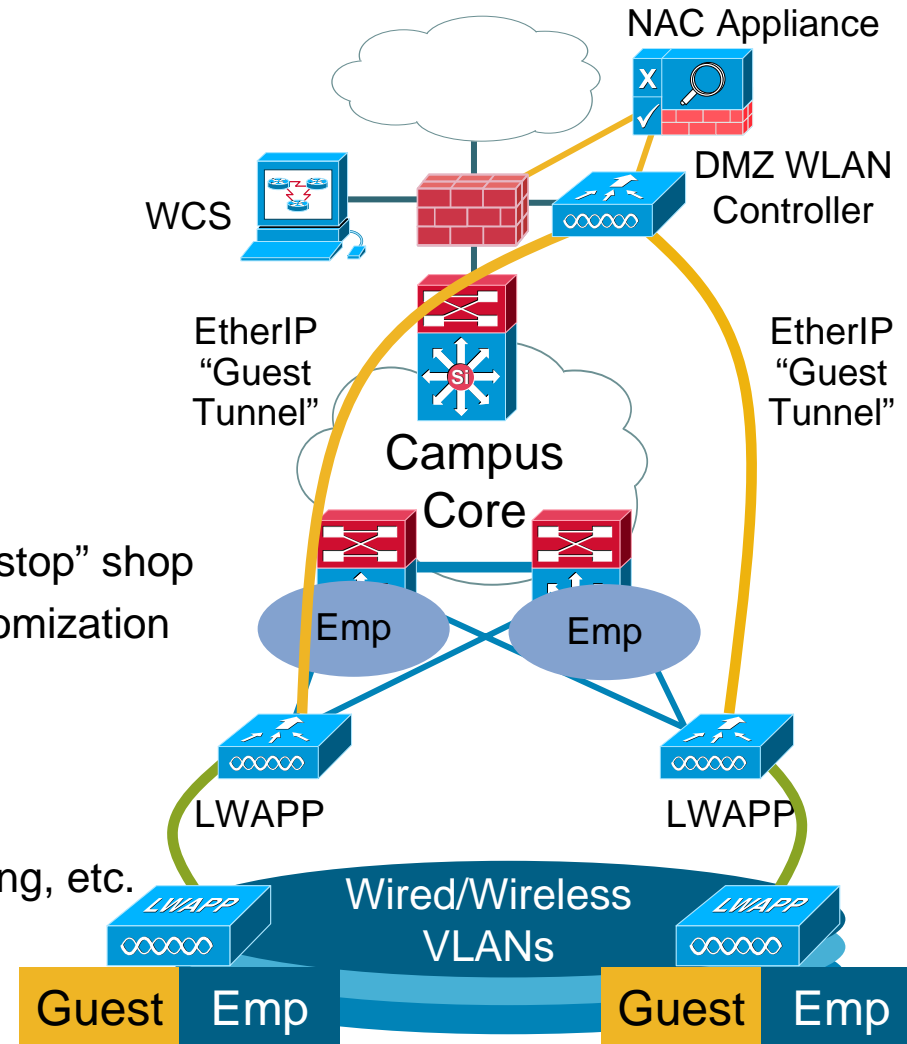 NAC Appliance
X
DMZ WLAN
Controller
WCS
EtherIP
“Guest
Tunnel”
EtherIP
“Guest
Tunnel”
Si
Campus
Core
stop” shop
omization
Emp
Emp
LWAPP
LWAPP
ng, etc.
LWAPP
LWAPP
Wired/Wireless
VLANs
Guest
Emp
Guest
Emp